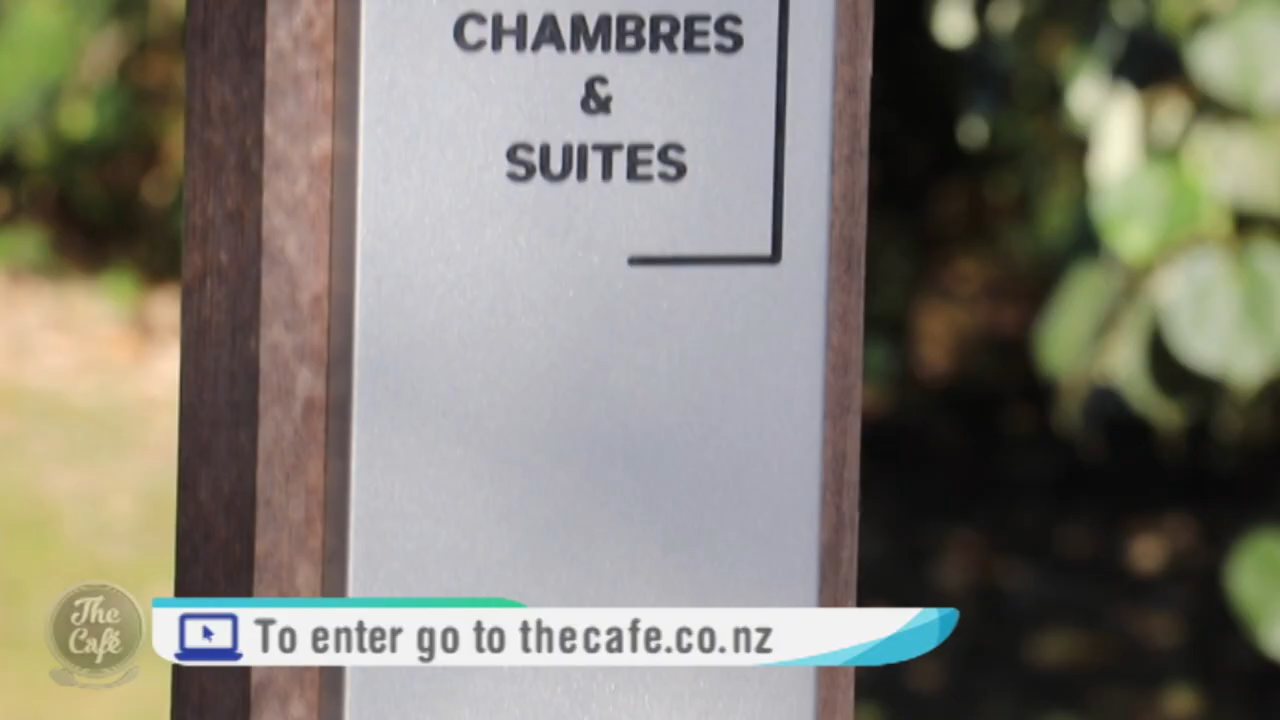 CHAMBRES
&
SUITES
The
Café
To enter go to thecafe.co.nz